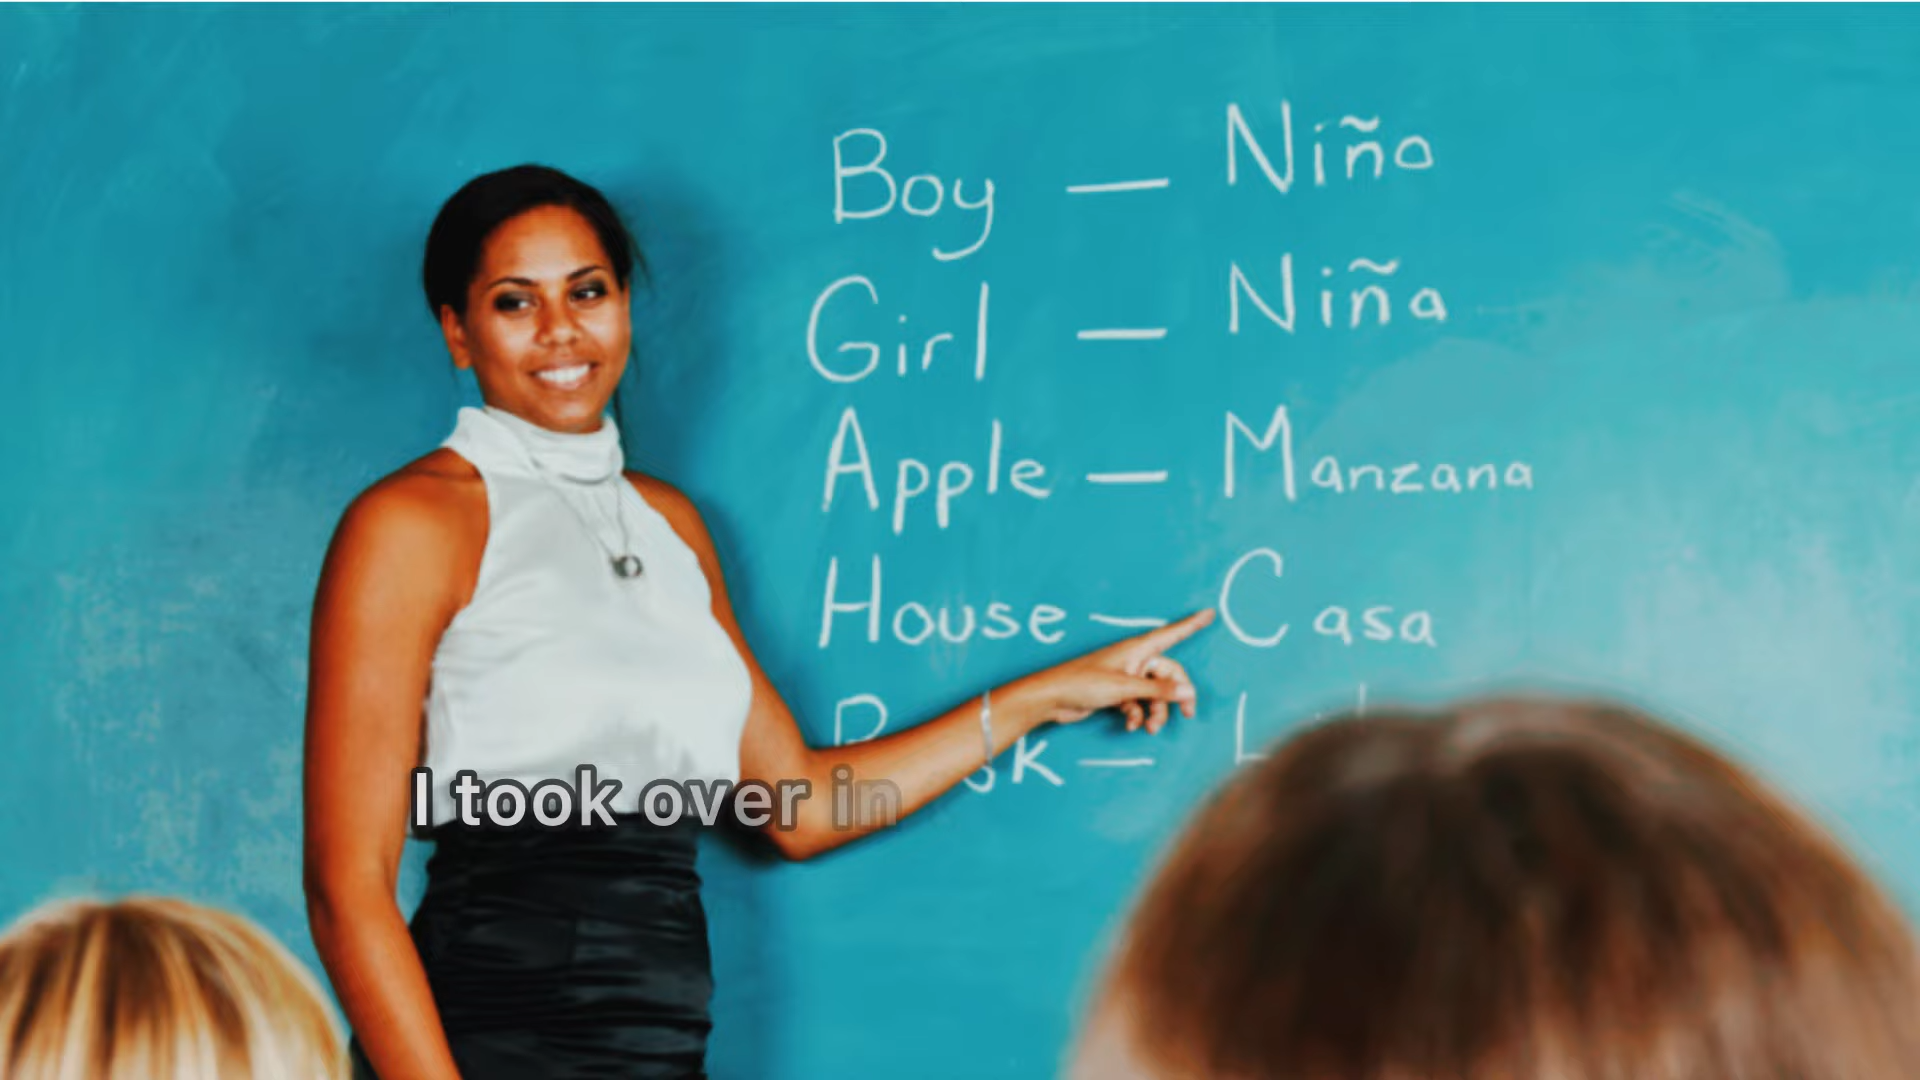 Boy — Niño
Girl — Niña
Apple — Manzana
House — Casa
I took over in